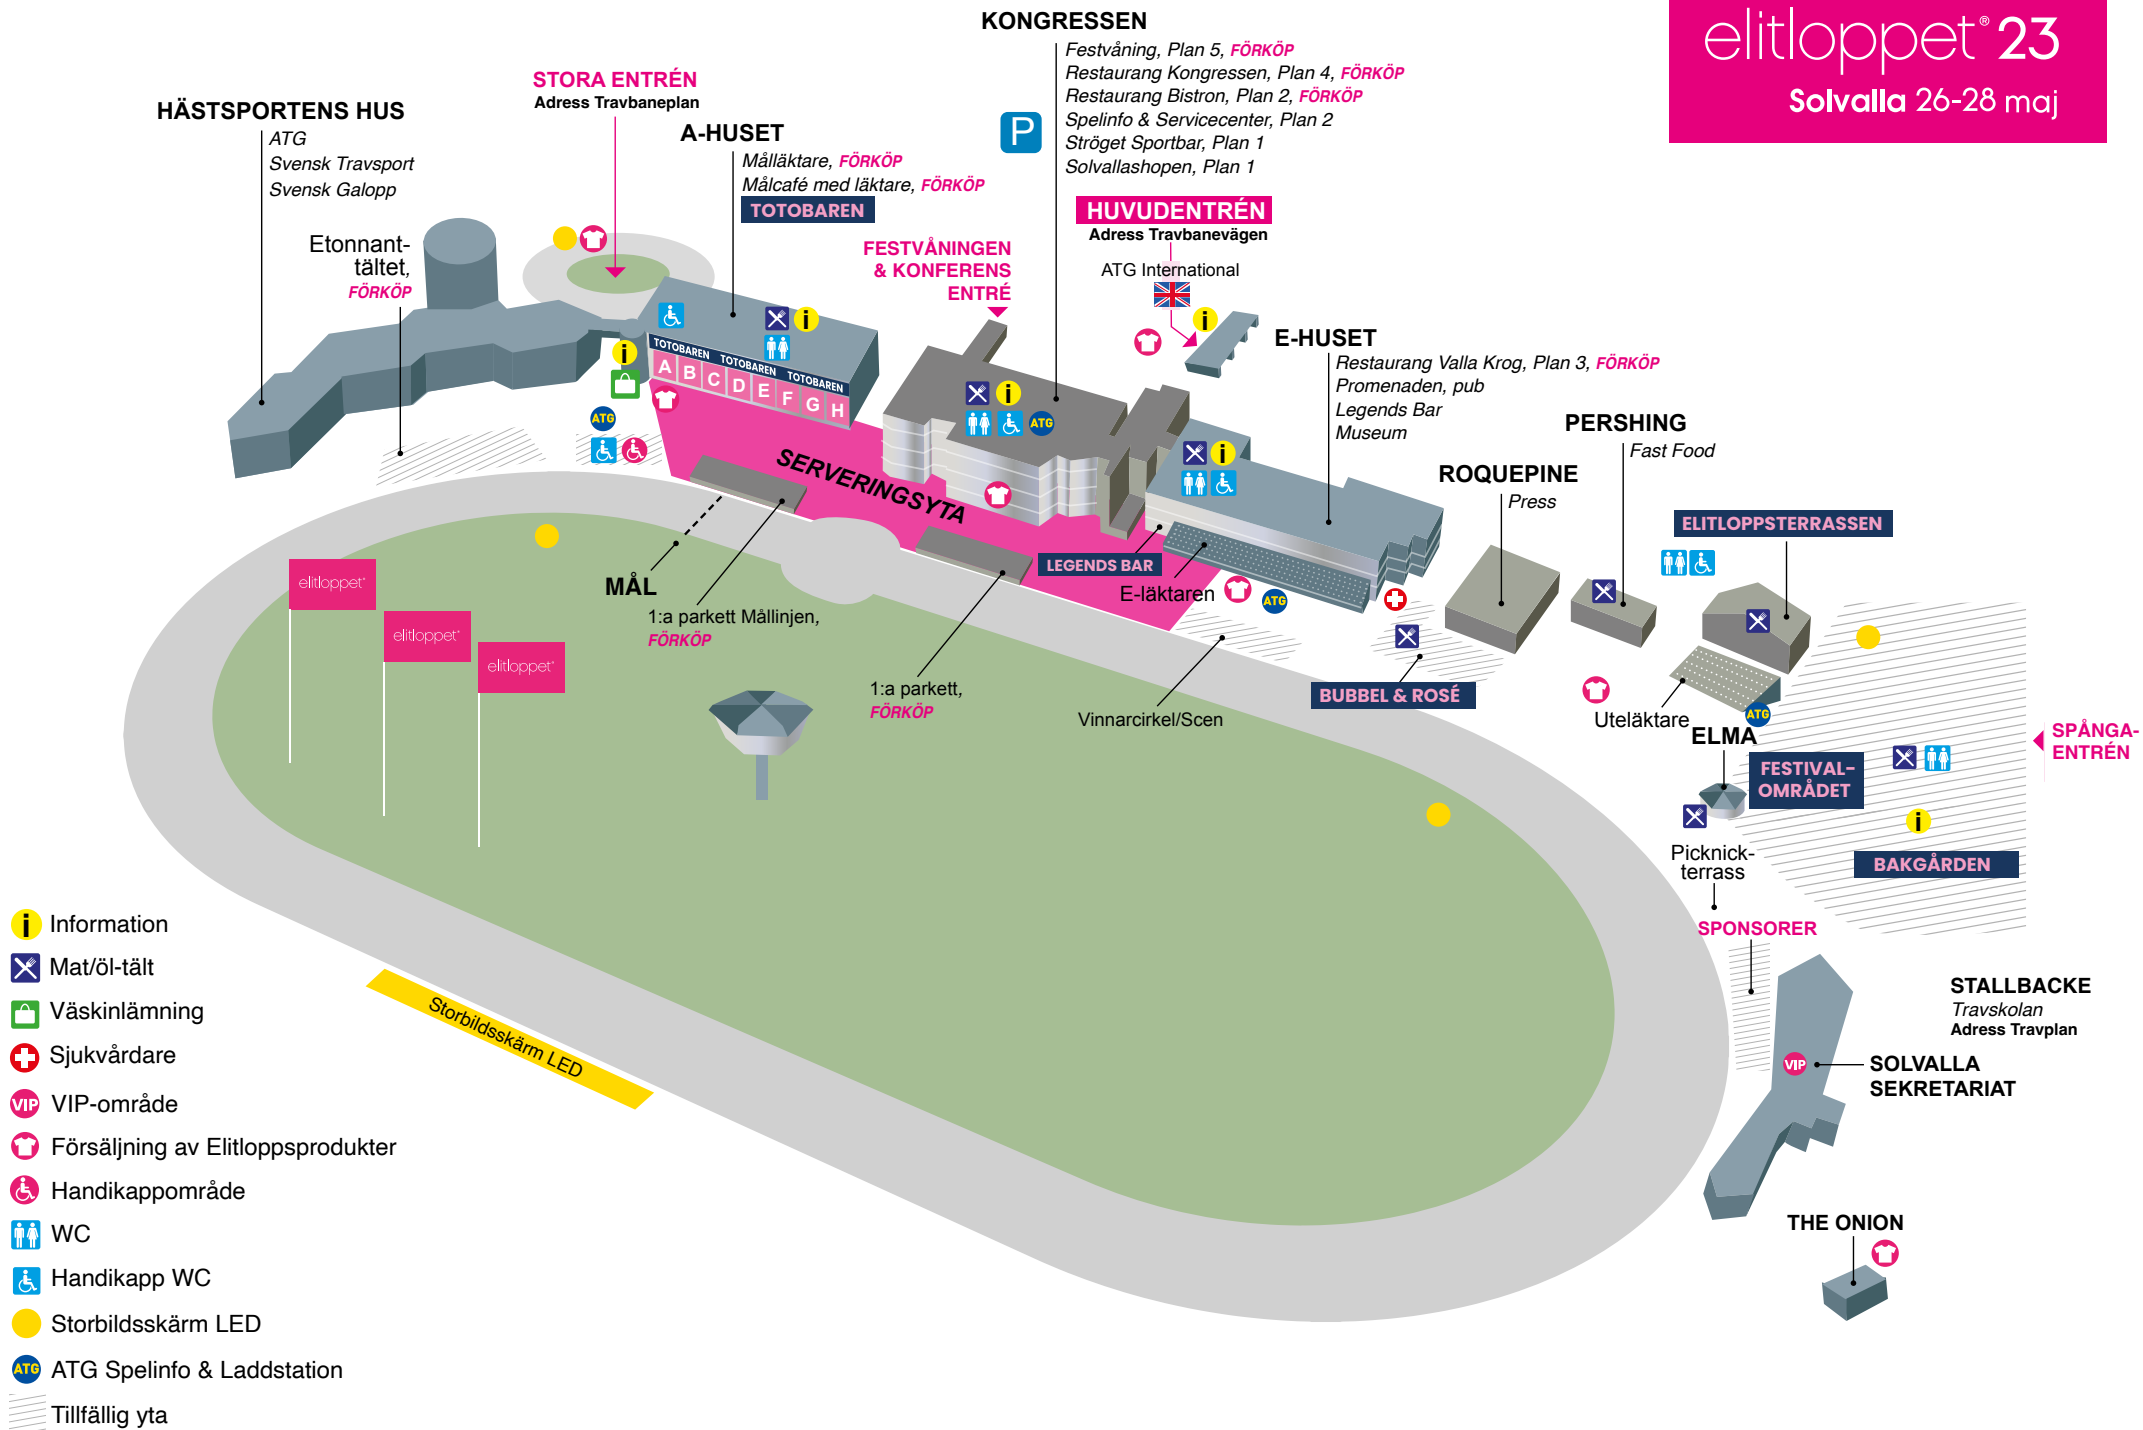 elitloppet® 23
Solvalla 26-28 maj
KONGRESSEN
Festvåning, Plan 5, FÖRKÖP
Restaurang Kongressen, Plan 4, FÖRKÖP
Restaurang Bistron, Plan 2, FÖRKÖP
Spelinfo & Servicecenter, Plan 2
Ströget Sportbar, Plan 1
Solvallashopen, Plan 1
P
STORA ENTRÉN
Adress Travbaneplan
HÄSTSPORTENS HUS
ATG
Svensk Travsport
Svensk Galopp
A-HUSET
Målläktare, FÖRKÖP
Målcafé med läktare, FÖRKÖP
TOTOBAREN
HUVUDENTRÉN
Adress Travbanevägen
ATG International
Etonnant-
tältet,
FÖRKÖP
FESTVÅNINGEN
& KONFERENS
ENTRÉ
E-HUSET
Restaurang Valla Krog, Plan 3, FÖRKÖP
Promenaden, pub
Legends Bar
Museum
i
i
i
TOTOBAREN TOTOBAREN TOTOBAREN
A B C D E F G H
ATG
i
ATG
i
SERVERINGSYTA
PERSHING
Fast Food
ROQUEPINE
Press
ELITLOPPSTERRASSEN
LEGENDS BAR
E-läktaren
ATG
MÅL
1:a parkett Mållinjen,
FÖRKÖP
1:a parkett,
FÖRKÖP
Vinnarcirkel/Scen
BUBBEL & ROSÉ
elitloppet®
elitloppet®
elitloppet®
Uteläktare
ATG
ELMA
FESTIVAL-
OMRÅDET
SPÅNGA-
ENTRÉN
i
BAKGÅRDEN
Picknick-
terrass
SPONSORER
STALLBACKE
Travskolan
Adress Travplan
VIP
SOLVALLA
SEKRETARIAT
THE ONION
Storbildsskärm LED
i Information
Mat/öl-tält
Väskinlämning
Sjukvårdare
VIP VIP-område
Försäljning av Elitloppsprodukter
Handikappområde
WC
Handikapp WC
Storbildsskärm LED
ATG ATG Spelinfo & Laddstation
Tillfällig yta